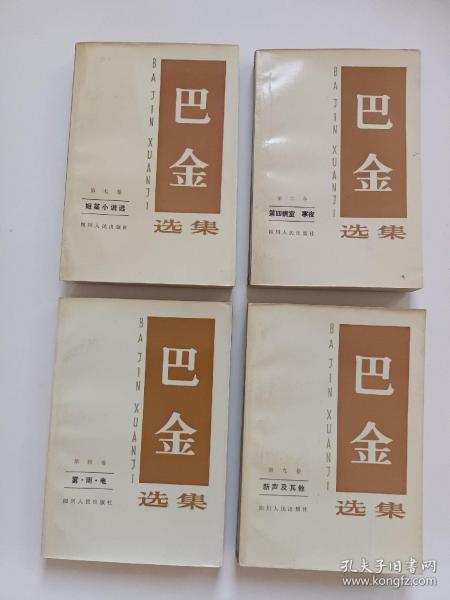 巴金
选集
BA JIN XUANJI
第七卷
短篇小说选
四川人民出版社
巴金
选集
BA JIN XUANJI
第四病室 寒夜
四川人民出版社
巴金
选集
BA JIN XUANJI
第四卷
雾·雨·电
四川人民出版社
巴金
选集
BA JIN XUANJI
第九卷
新声及其他
四川人民出版社
孔夫子旧书网
www.kongfz.com